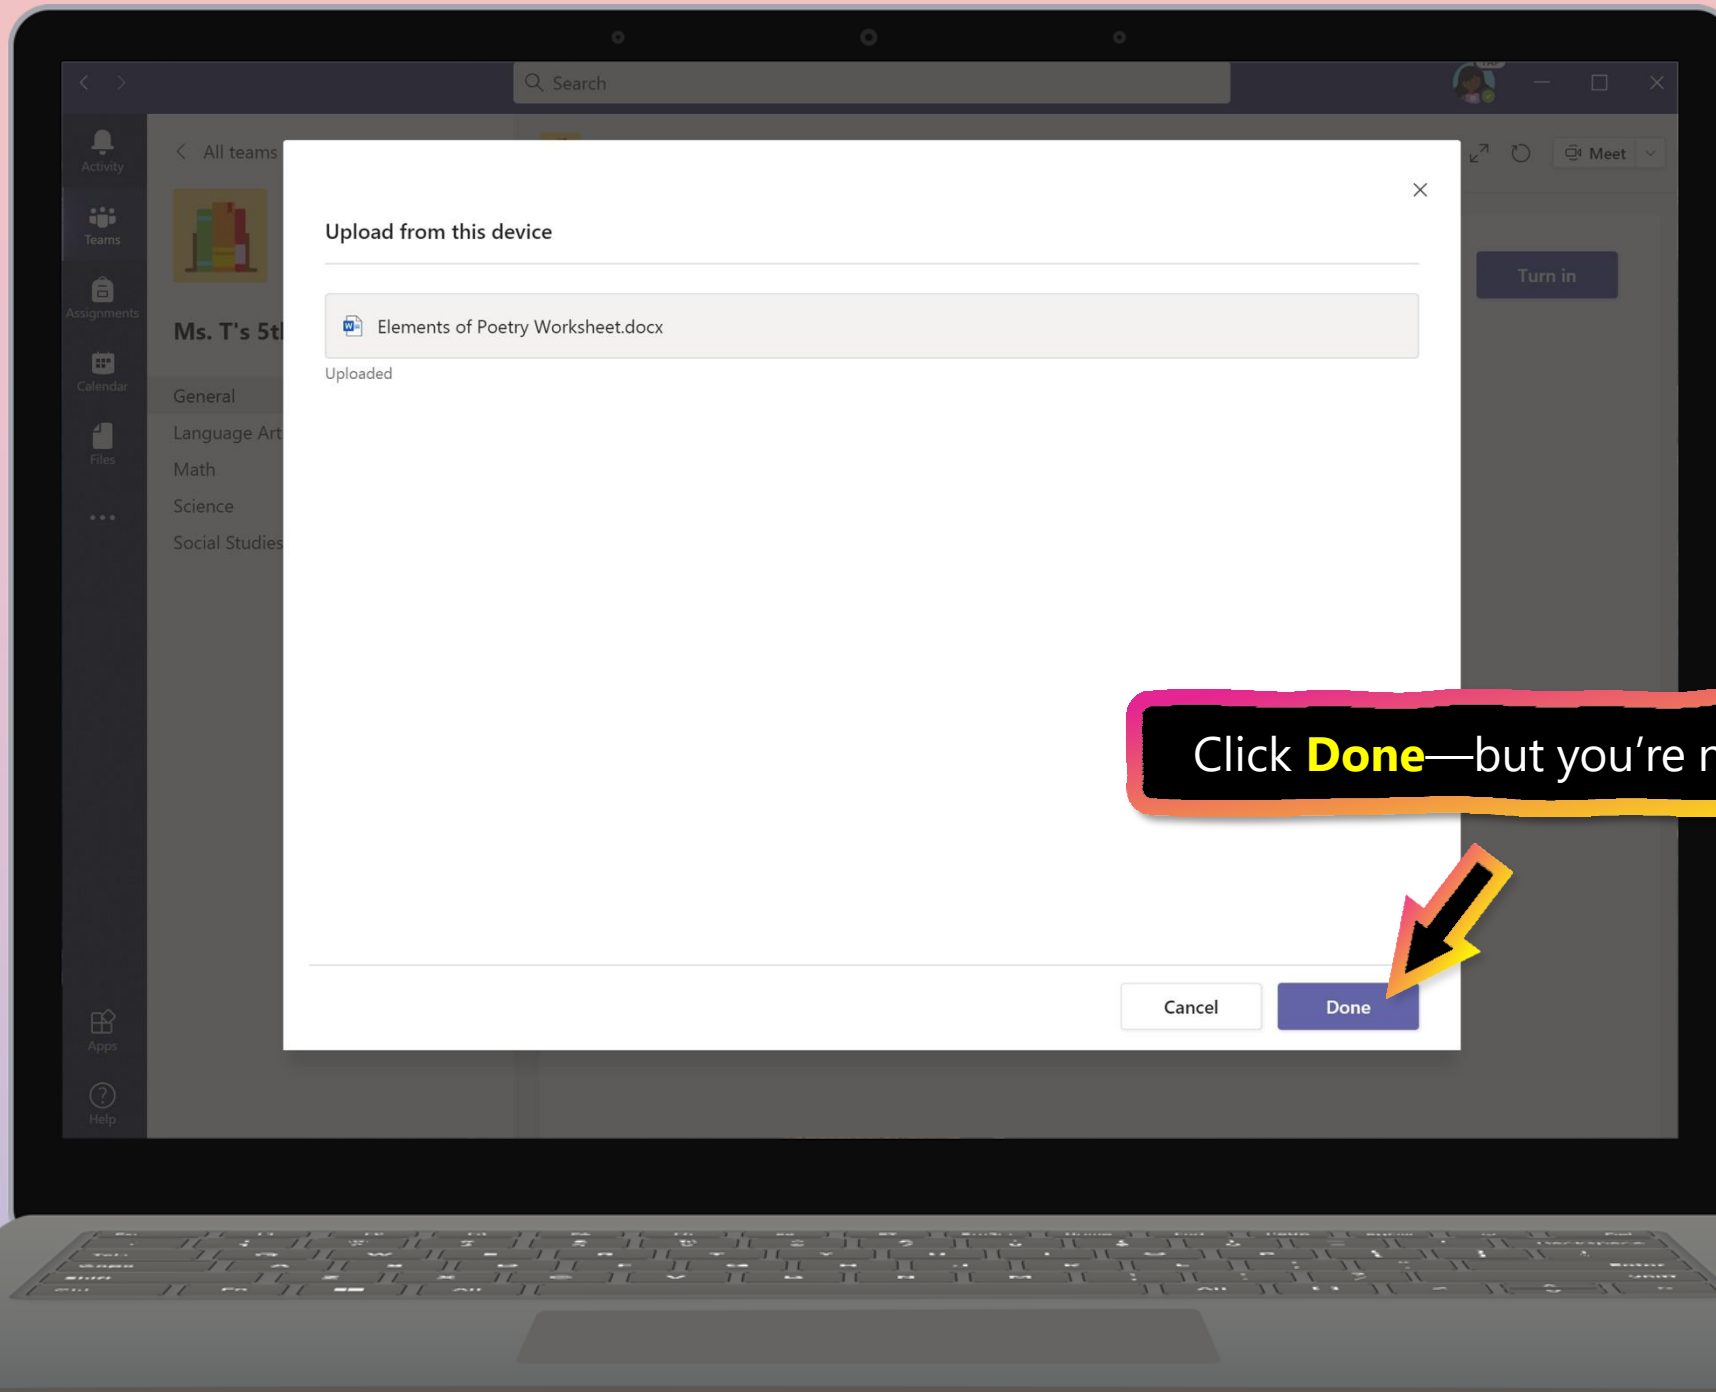 Search
Activity
All teams
Meet
Upload from this device
Teams
Turn in
Assignments
Elements of Poetry Worksheet.docx
Ms. T's 5t
Uploaded
Calendar
General
Language Art
Files
Math
Science
Social Studies
Click Done—but you're
Cancel
Done
Apps
Help